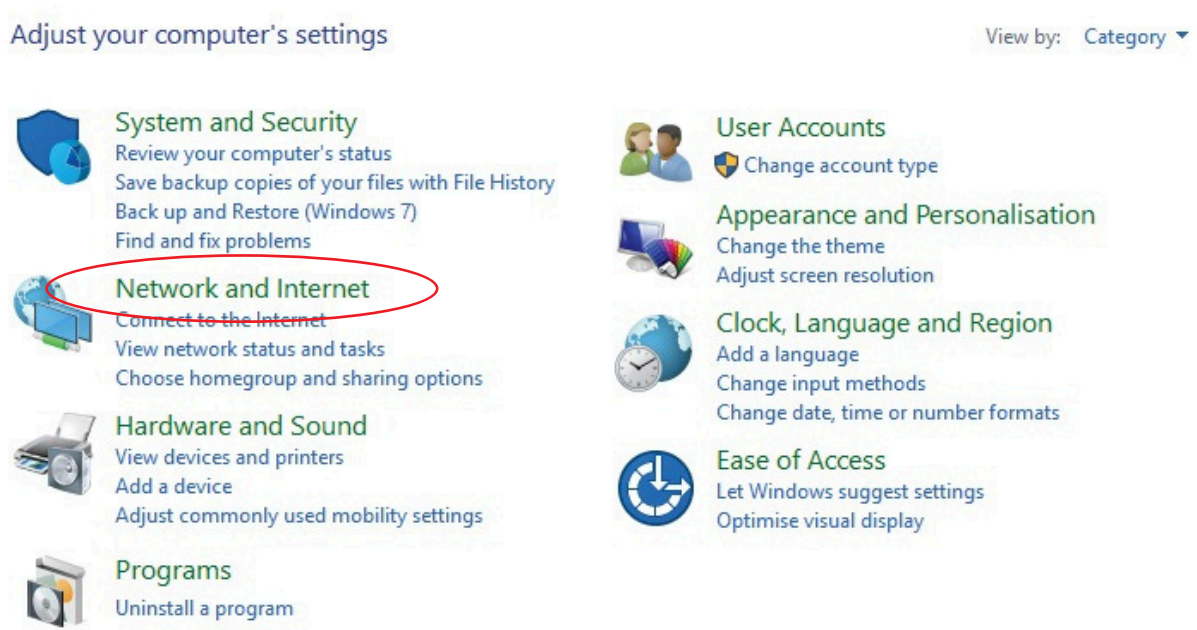 Adjust your computer's settings
View by: Category
System and Security
Review your computer's status
Save backup copies of your files with File History
Back up and Restore (Windows 7)
Find and fix problems
Network and Internet
Connect to the Internet
View network status and tasks
Choose homegroup and sharing options
Hardware and Sound
View devices and printers
Add a device
Adjust commonly used mobility settings
Programs
Uninstall a program
User Accounts
Change account type
Appearance and Personalisation
Change the theme
Adjust screen resolution
Clock, Language and Region
Add a language
Change input methods
Change date, time or number formats
Ease of Access
Let Windows suggest settings
Optimise visual display